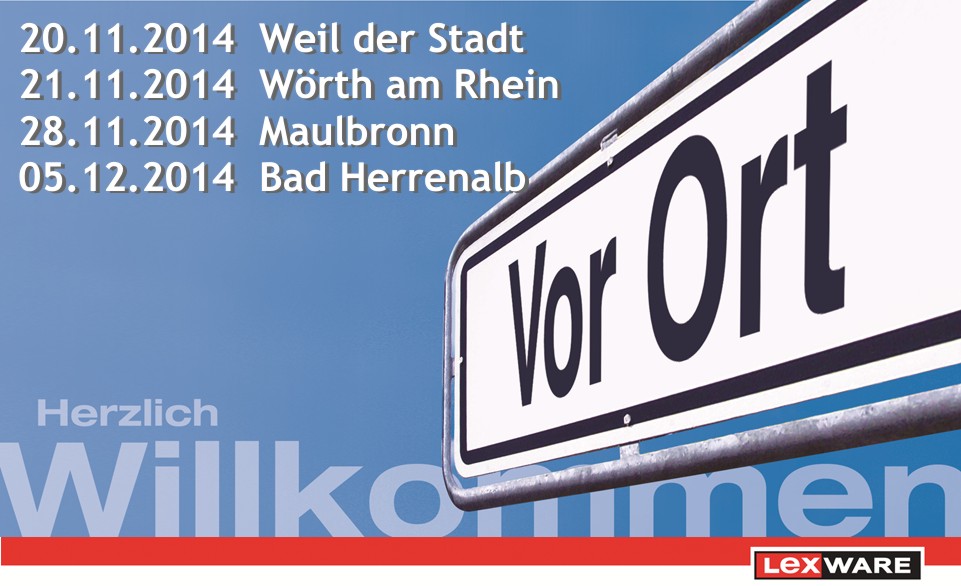 20.11.2014 Weil der Stadt
21.11.2014 Wörth am Rhein
28.11.2014 Maulbronn
05.12.2014 Bad Herrenalb
Vor Ort
Herzlich
Willkommen
LEXWARE